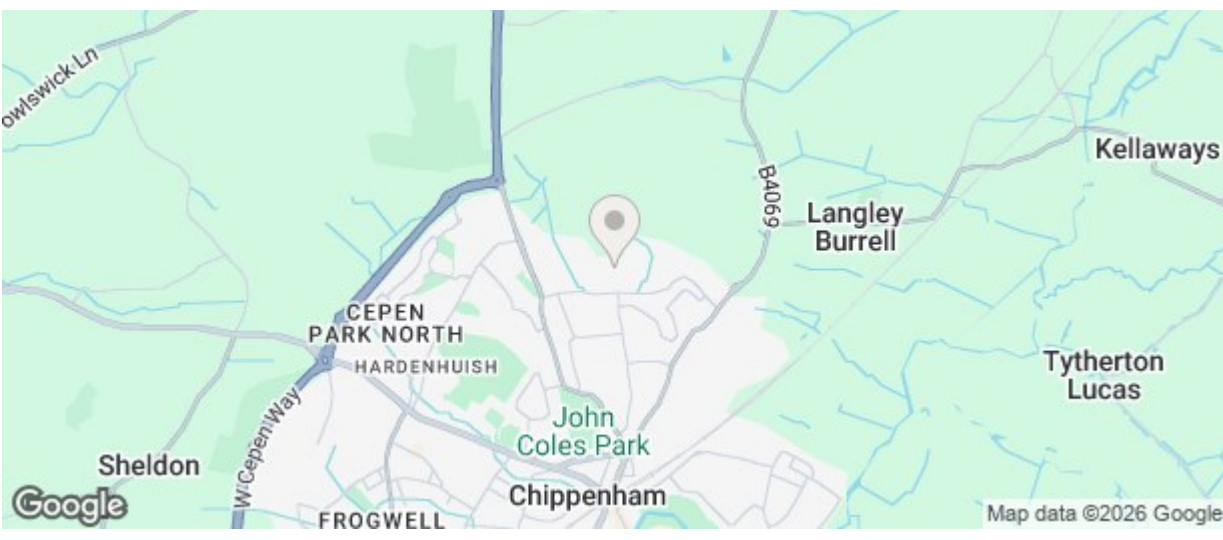 owlswick Ln
Kellaways
B4069
Langley
Burrell
CEPEN
PARK NORTH
HARDENHUISH
Tytherton
Lucas
W Cepen Way
John
Coles Park
Sheldon
Chippenham
FROGWELL
Google
Map data ©2026 Google